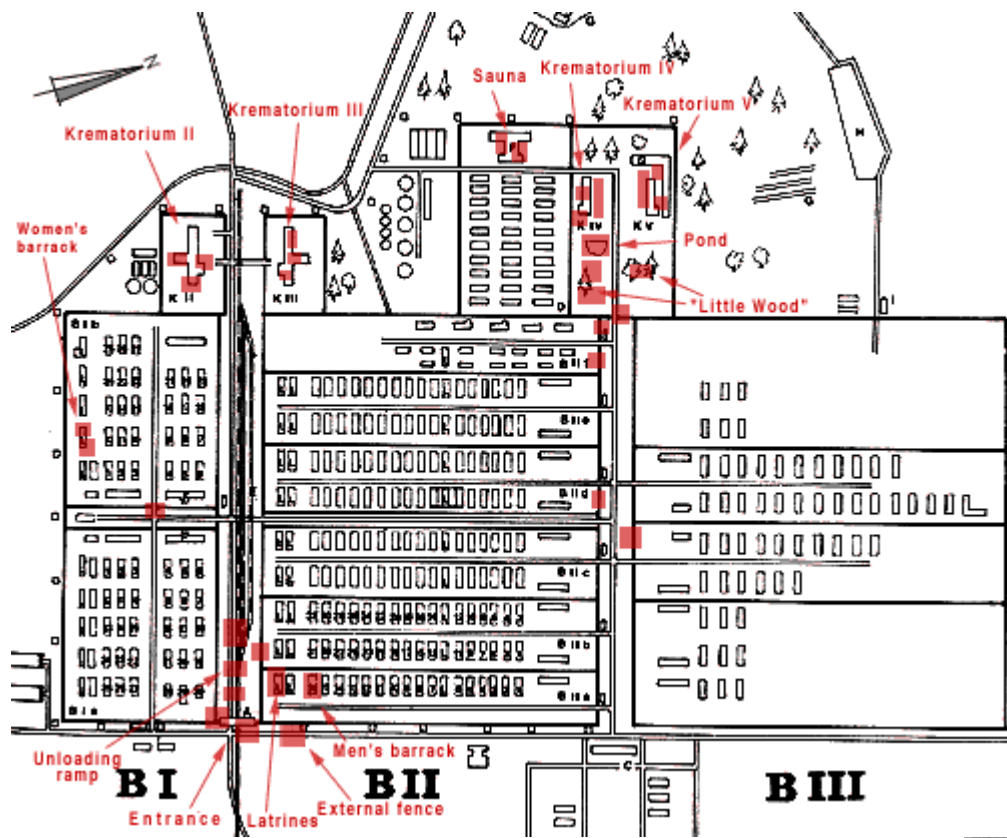 Z
Sauna
Krematorium IV
Krematorium V
Krematorium III
Krematorium II
H
G
Women's
barrack
K IV
K V
Pond
K II
K III
"Little Wood"
B II b
B II f
B II e
B II d
B II c
B II b
B I a
B II a
A
Unloading
ramp
Men's barrack
B I
B II
C
B III
Entrance
Latrines
External fence